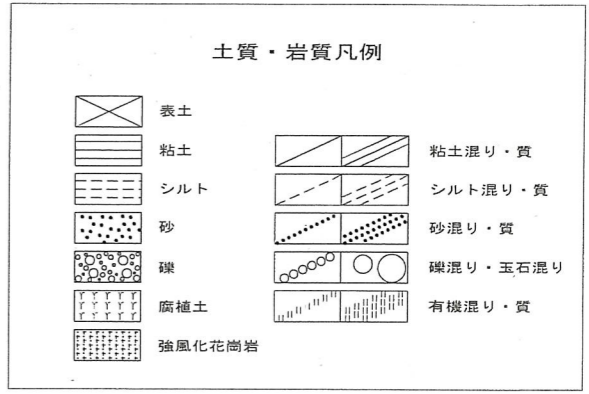 土質・岩質凡例
表土
粘土
粘土混り・質
シルト
シルト混り・質
砂
砂混り・質
礫
礫混り・玉石混り
腐植土
有機混り・質
強風化花崗岩